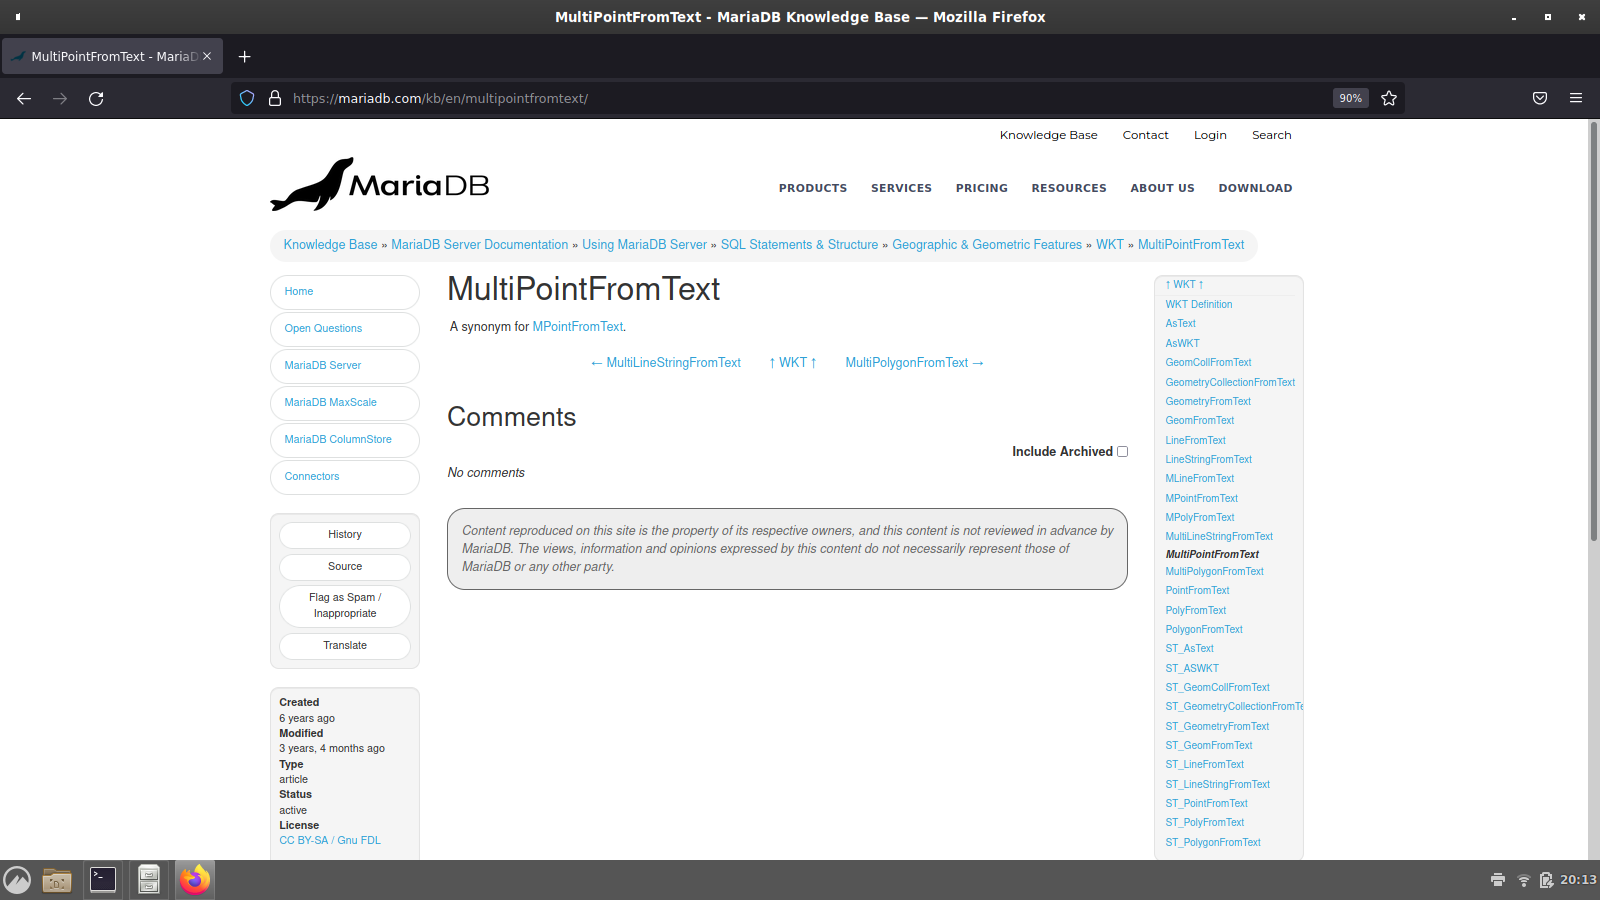 MultiPointFromText - MariaDB Knowledge Base — Mozilla Firefox
MultiPointFromText - MariaD
https://mariadb.com/kb/en/multipointfromtext/
90%
Knowledge Base Contact Login Search
MariaDB
PRODUCTS SERVICES PRICING RESOURCES ABOUT US DOWNLOAD
Knowledge Base » MariaDB Server Documentation » Using MariaDB Server » SQL Statements & Structure » Geographic & Geometric Features » WKT » MultiPointFromText
Home
Open Questions
MariaDB Server
MariaDB MaxScale
MariaDB ColumnStore
Connectors
History
Source
Flag as Spam /
Inappropriate
Translate
Created
6 years ago
Modified
3 years, 4 months ago
Type
article
Status
active
License
CC BY-SA / Gnu FDL
MultiPointFromText
A synonym for MPointFromText.
← MultiLineStringFromText ↑ WKT ↑ MultiPolygonFromText →
Comments
Include Archived
No comments
Content reproduced on this site is the property of its respective owners, and this content is not reviewed in advance by
MariaDB. The views, information and opinions expressed by this content do not necessarily represent those of
MariaDB or any other party.
↑ WKT ↑
WKT Definition
AsText
AsWKT
GeomCollFromText
GeometryCollectionFromText
GeometryFromText
GeomFromText
LineFromText
LineStringFromText
MLineFromText
MPointFromText
MPolyFromText
MultiLineStringFromText
MultiPointFromText
MultiPolygonFromText
PointFromText
PolyFromText
PolygonFromText
ST_AsText
ST_ASWKT
ST_GeomCollFromText
ST_GeometryCollectionFromTe
ST_GeometryFromText
ST_GeomFromText
ST_LineFromText
ST_LineStringFromText
ST_PointFromText
ST_PolyFromText
ST_PolygonFromText
20:13